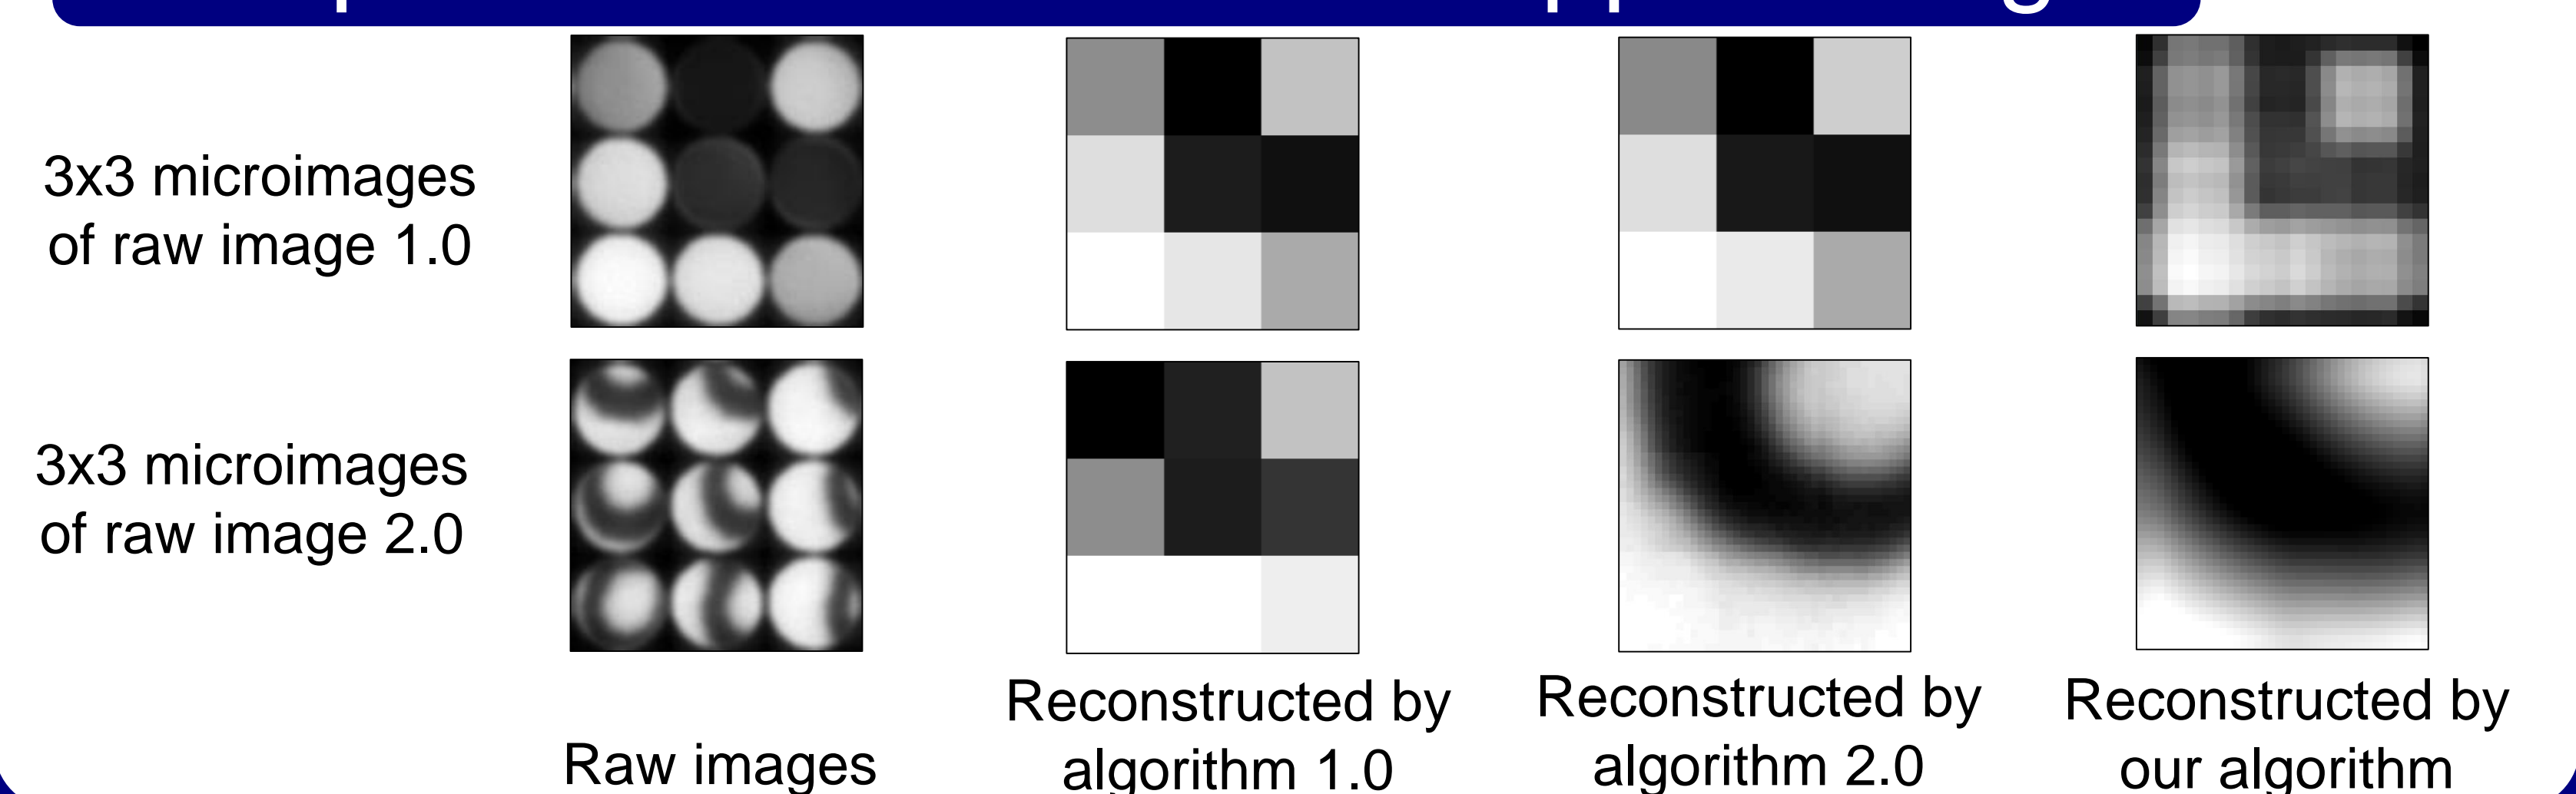 3x3 microimages
of raw image 1.0
3x3 microimages
of raw image 2.0
Raw images
Reconstructed by
algorithm 1.0
Reconstructed by
algorithm 2.0
Reconstructed by
our algorithm